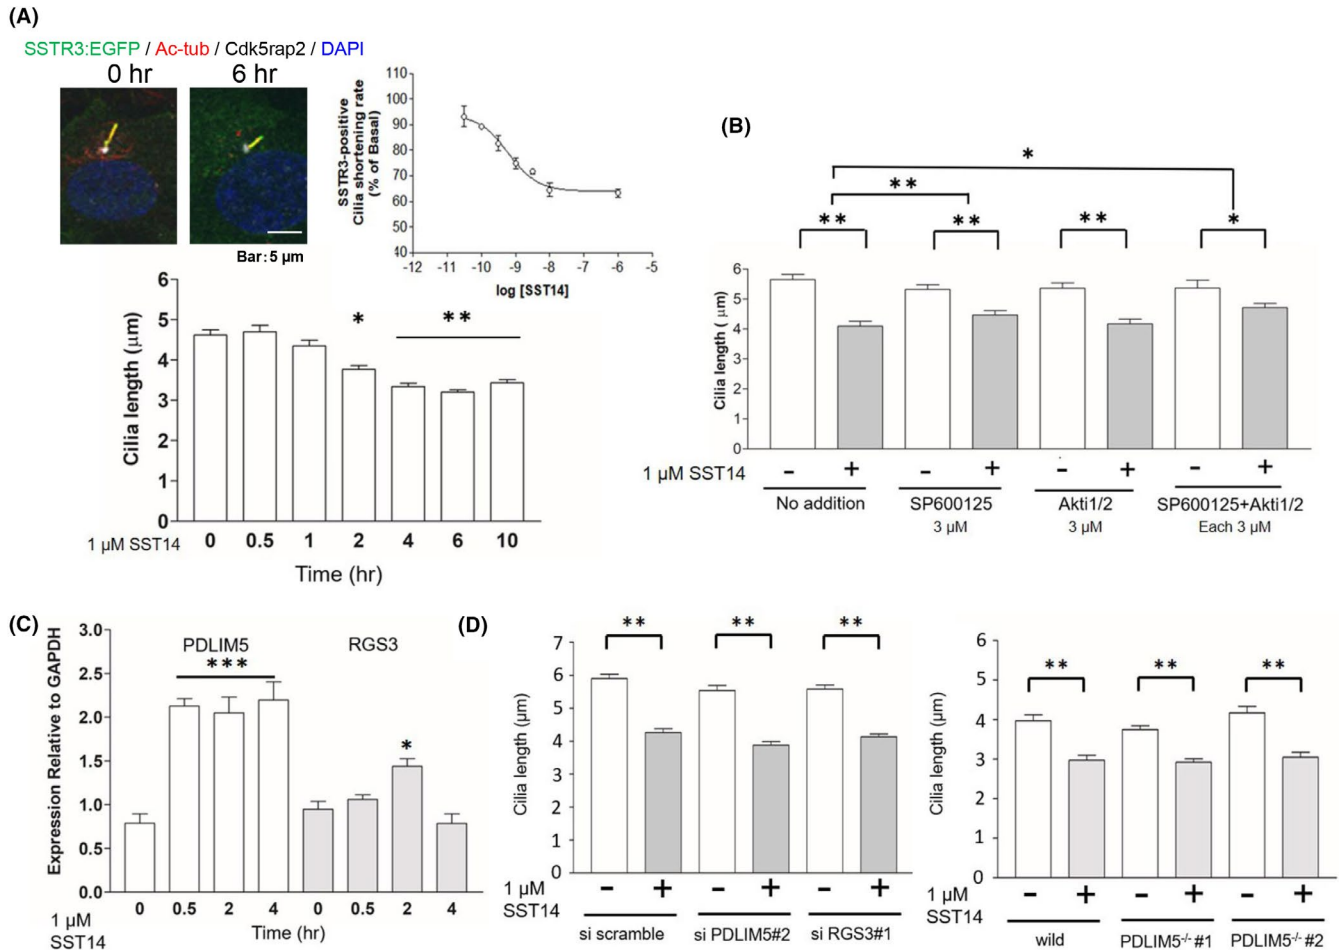 (A)
SSTR3:EGFP / Ac-tub / Cdk5rap2 / DAPI
0 hr 6 hr
Bar: 5 µm
SSTR3-positive
Cilia shortening rate
(% of Basal)
110
100
90
80
70
60
50
40
-12 -11 -10 -9 -8 -7 -6 -5
log [SST14]
Cilia length (µm)
6
5
4
3
2
1
0
* **
1 µM SST14 0 0.5 1 2 4 6 10
Time (hr)
(B)
*
**
** ** ** *
Cilia length ( µm)
6
5
4
3
2
1
0
1 µM SST14 - + - + - + - +
No addition SP600125 Akti1/2 SP600125+Akti1/2
3 µM 3 µM Each 3 µM
(C)
Expression Relative to GAPDH
3.0
2.5
2.0
1.5
1.0
0.5
0.0
PDLIM5 RGS3
***
*
0 0.5 2 4 0 0.5 2 4
1 µM
SST14
Time (hr)
(D)
** ** **
Cilia length (µm)
7
6
5
4
3
2
1
0
1 µM
SST14
- + - + - +
si scramble si PDLIM5#2 si RGS3#1
** ** **
Cilia length (µm)
6
5
4
3
2
1
0
1 µM
SST14
- + - + - +
wild PDLIM5-/-#1 PDLIM5-/-#2